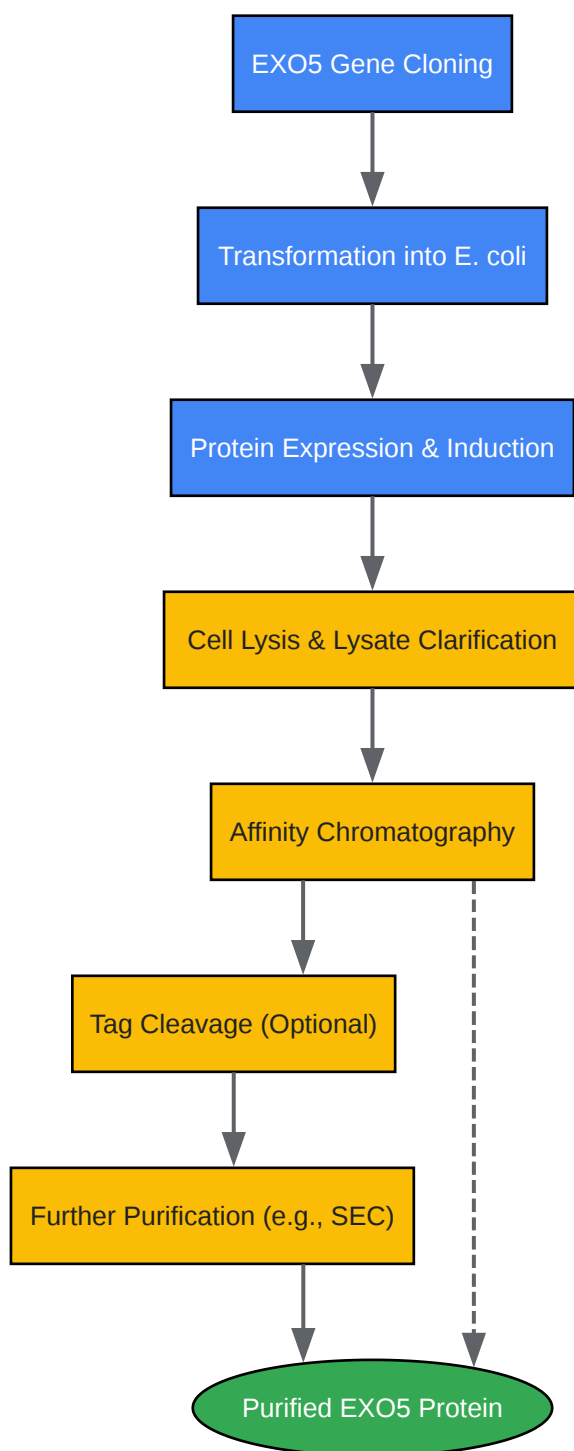 EXO5 Gene Cloning
Transformation into E. coli
Protein Expression & Induction
Cell Lysis & Lysate Clarification
Affinity Chromatography
Tag Cleavage (Optional)
Further Purification (e.g., SEC)
Purified EXO5 Protein